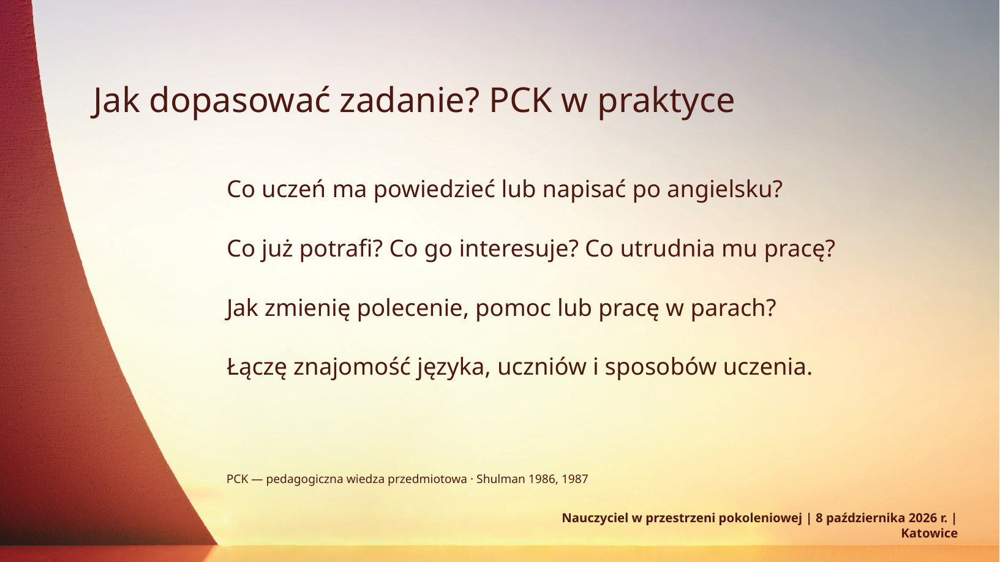 Jak dopasować zadanie? PCK w praktyce
Co uczeń ma powiedzieć lub napisać po angielsku?
Co już potrafi? Co go interesuje? Co utrudnia mu pracę?
Jak zmienię polecenie, pomoc lub pracę w parach?
Łączę znajomość języka, uczniów i sposobów uczenia.
PCK — pedagogiczna wiedza przedmiotowa · Shulman 1986, 1987
Nauczyciel w przestrzeni pokoleniowej | 8 października 2026 r. |
Katowice